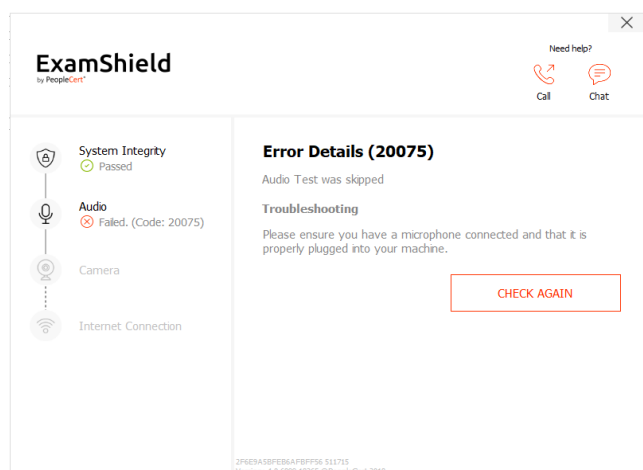 Need help?
ExamShield
by PeopleCert
Call
Chat
System Integrity
Passed
Audio
Failed. (Code: 20075)
Camera
Internet Connection
Error Details (20075)
Audio Test was skipped
Troubleshooting
Please ensure you have a microphone connected and that it is
properly plugged into your machine.
CHECK AGAIN